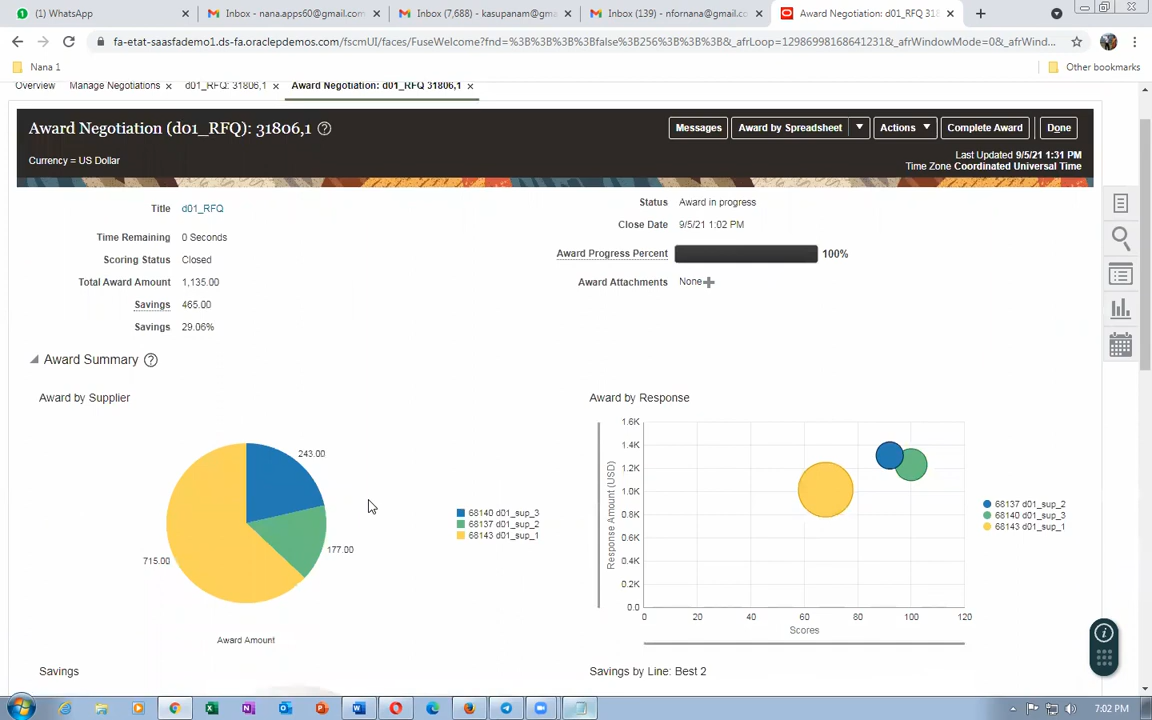 (1) WhatsApp
Inbox - nana.apps60@gmail.com
Inbox (7,688) - kasupanam@gma
Inbox (139) - nfornana@gmail.co
Award Negotiation: d01_RFQ 318
fa-etat-saasfademo1.ds-fa.oraclepdemos.com/fscmUI/faces/FuseWelcome?fnd=%3B%3B%3B%3Bfalse%3B256%3B%3B%3B&_afrLoop=12986998168641231&_afrWindowMode=0&_afrWind...
Nana 1
Other bookmarks
Overview
Manage Negotiations
d01_RFQ: 31806,1
Award Negotiation: d01_RFQ 31806,1
Award Negotiation (d01_RFQ): 31806,1
Messages
Award by Spreadsheet
Actions
Complete Award
Done
Currency = US Dollar
Last Updated 9/5/21 1:31 PM
Time Zone Coordinated Universal Time
Title d01_RFQ
Time Remaining 0 Seconds
Scoring Status Closed
Total Award Amount 1,135.00
Savings 465.00
Savings 29.06%
Status Award in progress
Close Date 9/5/21 1:02 PM
Award Progress Percent 100%
Award Attachments None
Award Summary
Award by Supplier
243.00
177.00
715.00
68140 d01_sup_3
68137 d01_sup_2
68143 d01_sup_1
Award Amount
Award by Response
Response Amount (USD)
1.6K
1.4K
1.2K
1.0K
0.8K
0.6K
0.4K
0.2K
0.0
0 20 40 60 80 100 120
Scores
68137 d01_sup_2
68140 d01_sup_3
68143 d01_sup_1
Savings
Savings by Line: Best 2
7:02 PM